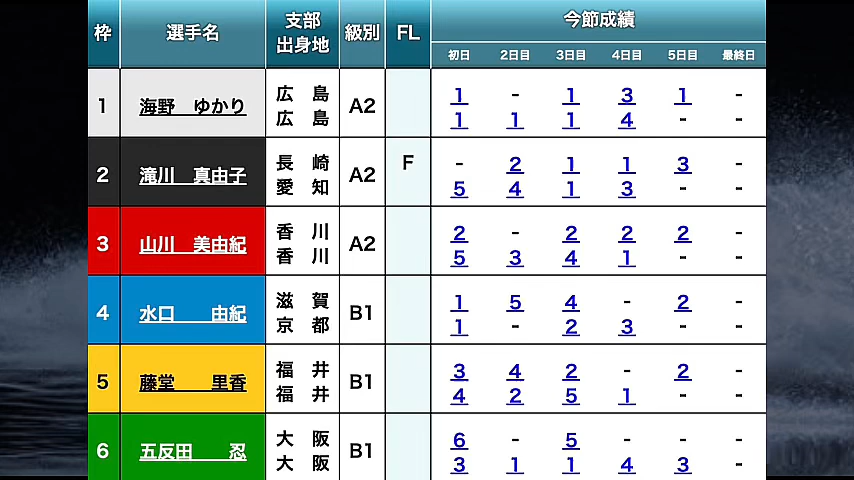 枠 選手名 支部 出身地 級別 FL 今節成績
初日 2日目 3日目 4日目 5日目 最終日
1 海野 ゆかり 広島 広島 A2
1 - 1 3 1 -
1 1 1 4 - -
2 滝川 真由子 長崎 愛知 A2 F
- 2 1 1 3 -
5 4 1 3 - -
3 山川 美由紀 香川 香川 A2
2 - 2 2 2 -
5 3 4 1 - -
4 水口 由紀 滋賀 京都 B1
1 5 4 - 2 -
1 - 2 3 - -
5 藤堂 里香 福井 福井 B1
3 4 2 - 2 -
4 2 5 1 - -
6 五反田 忍 大阪 大阪 B1
6 - 5
3 1 1 4 3 -